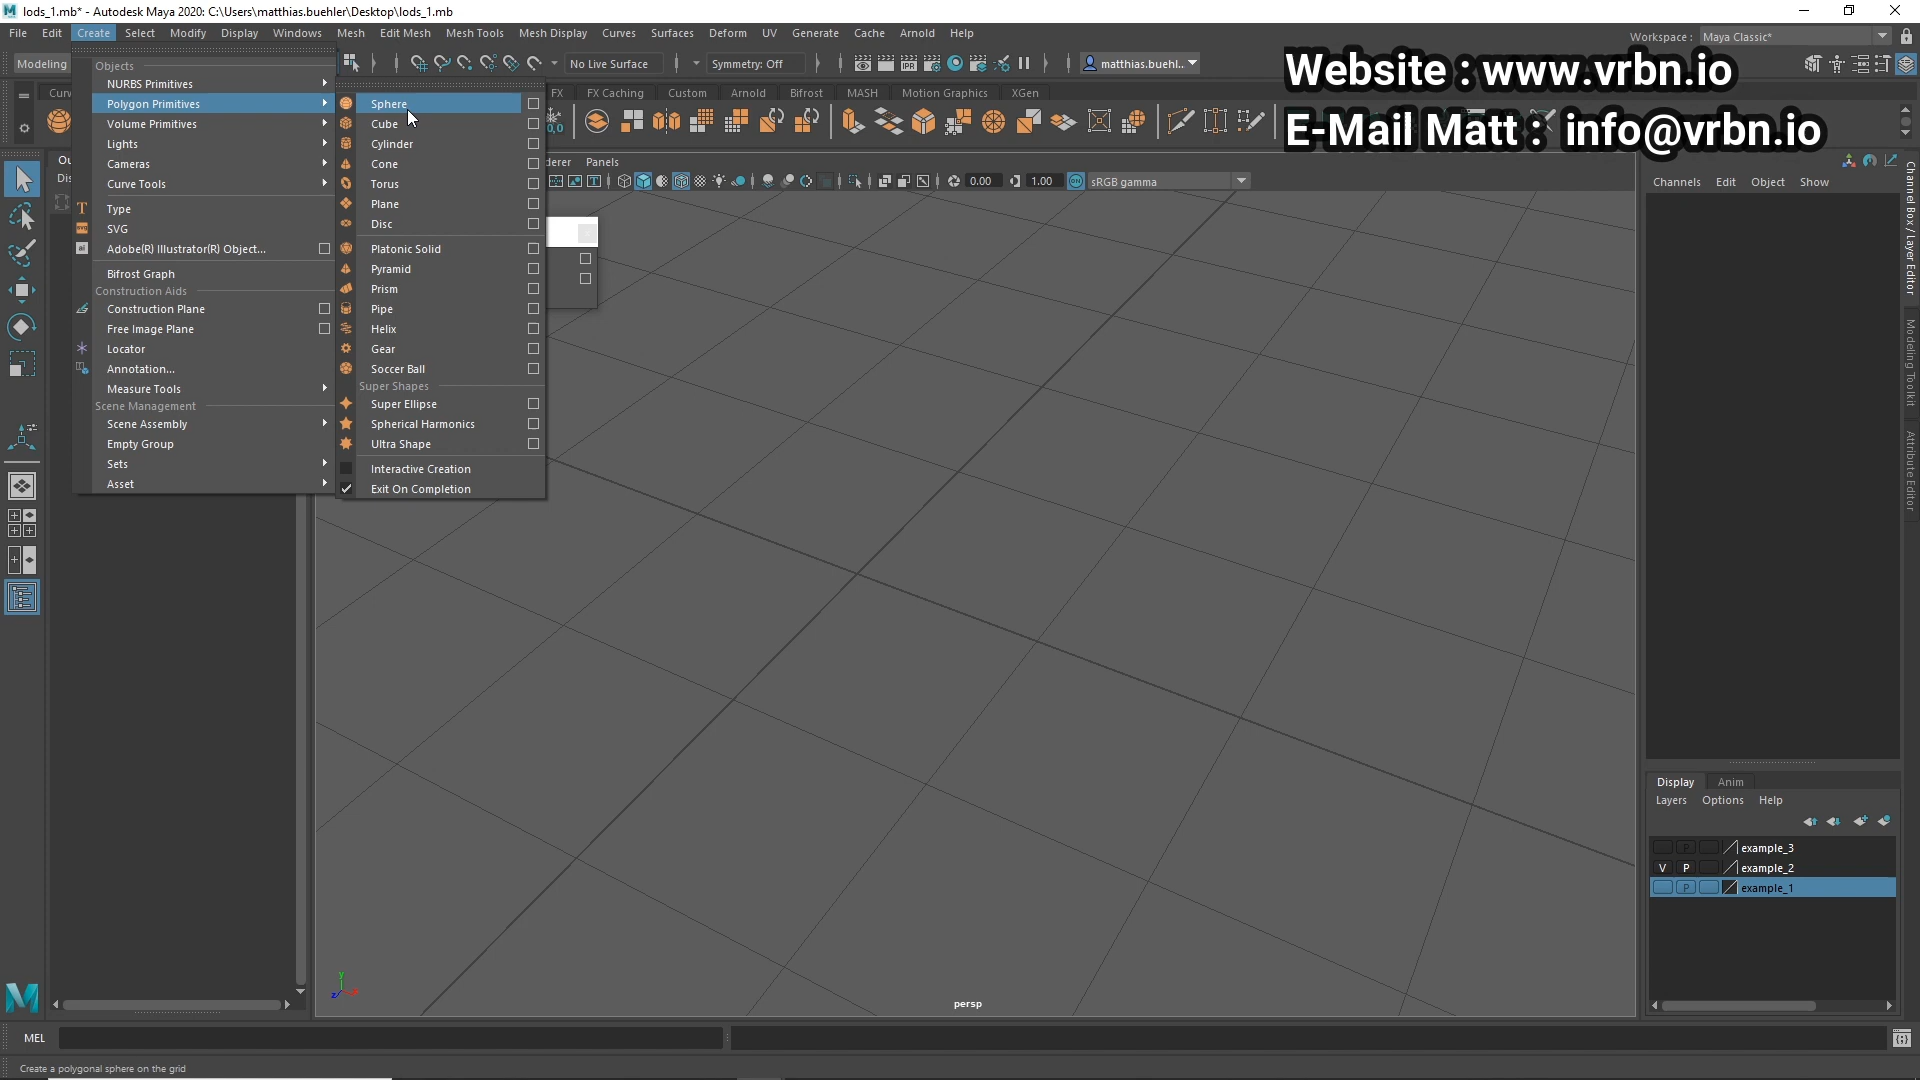 lods_1.mb* - Autodesk Maya 2020: C:\Users\matthias.buehler\Desktop\lods_1.mb
File Edit Create Select Modify Display Windows Mesh Edit Mesh Mesh Tools Mesh Display Curves Surfaces Deform UV Generate Cache Arnold Help
Workspace : Maya Classic*
Modeling
No Live Surface
Symmetry: Off
matthias.buehl..
Website : www.vrbn.io
E-Mail Matt : info@vrbn.io
FX FX Caching Custom Arnold Bifrost MASH Motion Graphics XGen
Objects
NURBS Primitives
Polygon Primitives
Volume Primitives
Lights
Cameras
Curve Tools
Type
SVG
Adobe(R) Illustrator(R) Object...
Bifrost Graph
Construction Aids
Construction Plane
Free Image Plane
Locator
Annotation...
Measure Tools
Scene Management
Scene Assembly
Empty Group
Sets
Asset
Sphere
Cube
Cylinder
Cone
Torus
Plane
Disc
Platonic Solid
Pyramid
Prism
Pipe
Helix
Gear
Soccer Ball
Super Shapes
Super Ellipse
Spherical Harmonics
Ultra Shape
Interactive Creation
Exit On Completion
Panels
0.00
1.00
ON
sRGB gamma
persp
y
z
Channels Edit Object Show
Channel Box / Layer Editor
Modeling Toolkit
Attribute Editor
Display Anim
Layers Options Help
P example_3
V P example_2
P example_1
MEL
Create a polygonal sphere on the grid